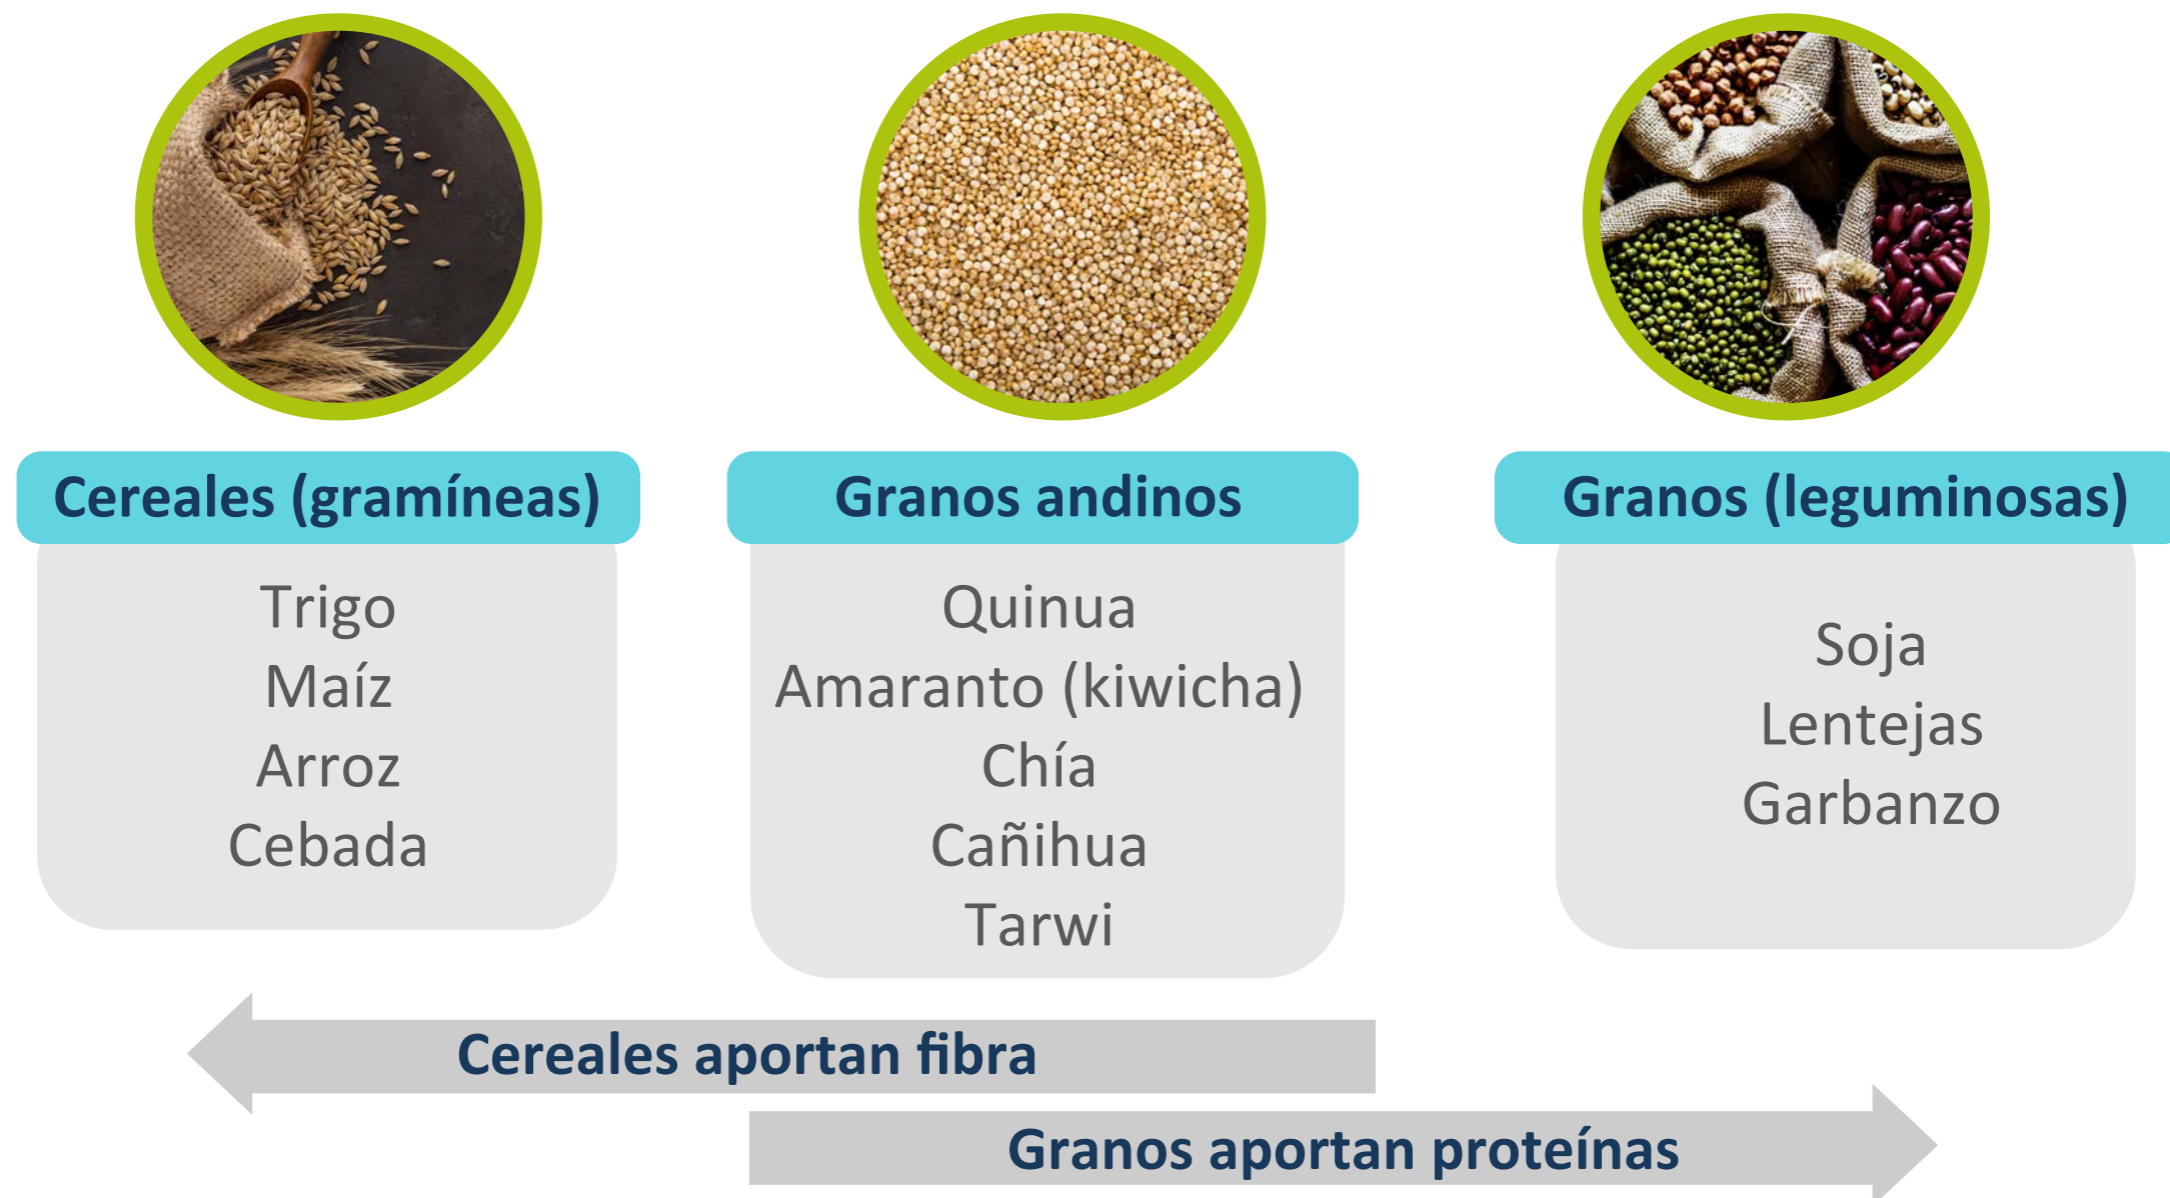 Cereales (gramíneas)
Trigo
Maíz
Arroz
Cebada
Granos andinos
Quinua
Amaranto (kiwicha)
Chía
Cañihua
Tarwi
Granos (leguminosas)
Soja
Lentejas
Garbanzo
Cereales aportan fibra
Granos aportan proteínas